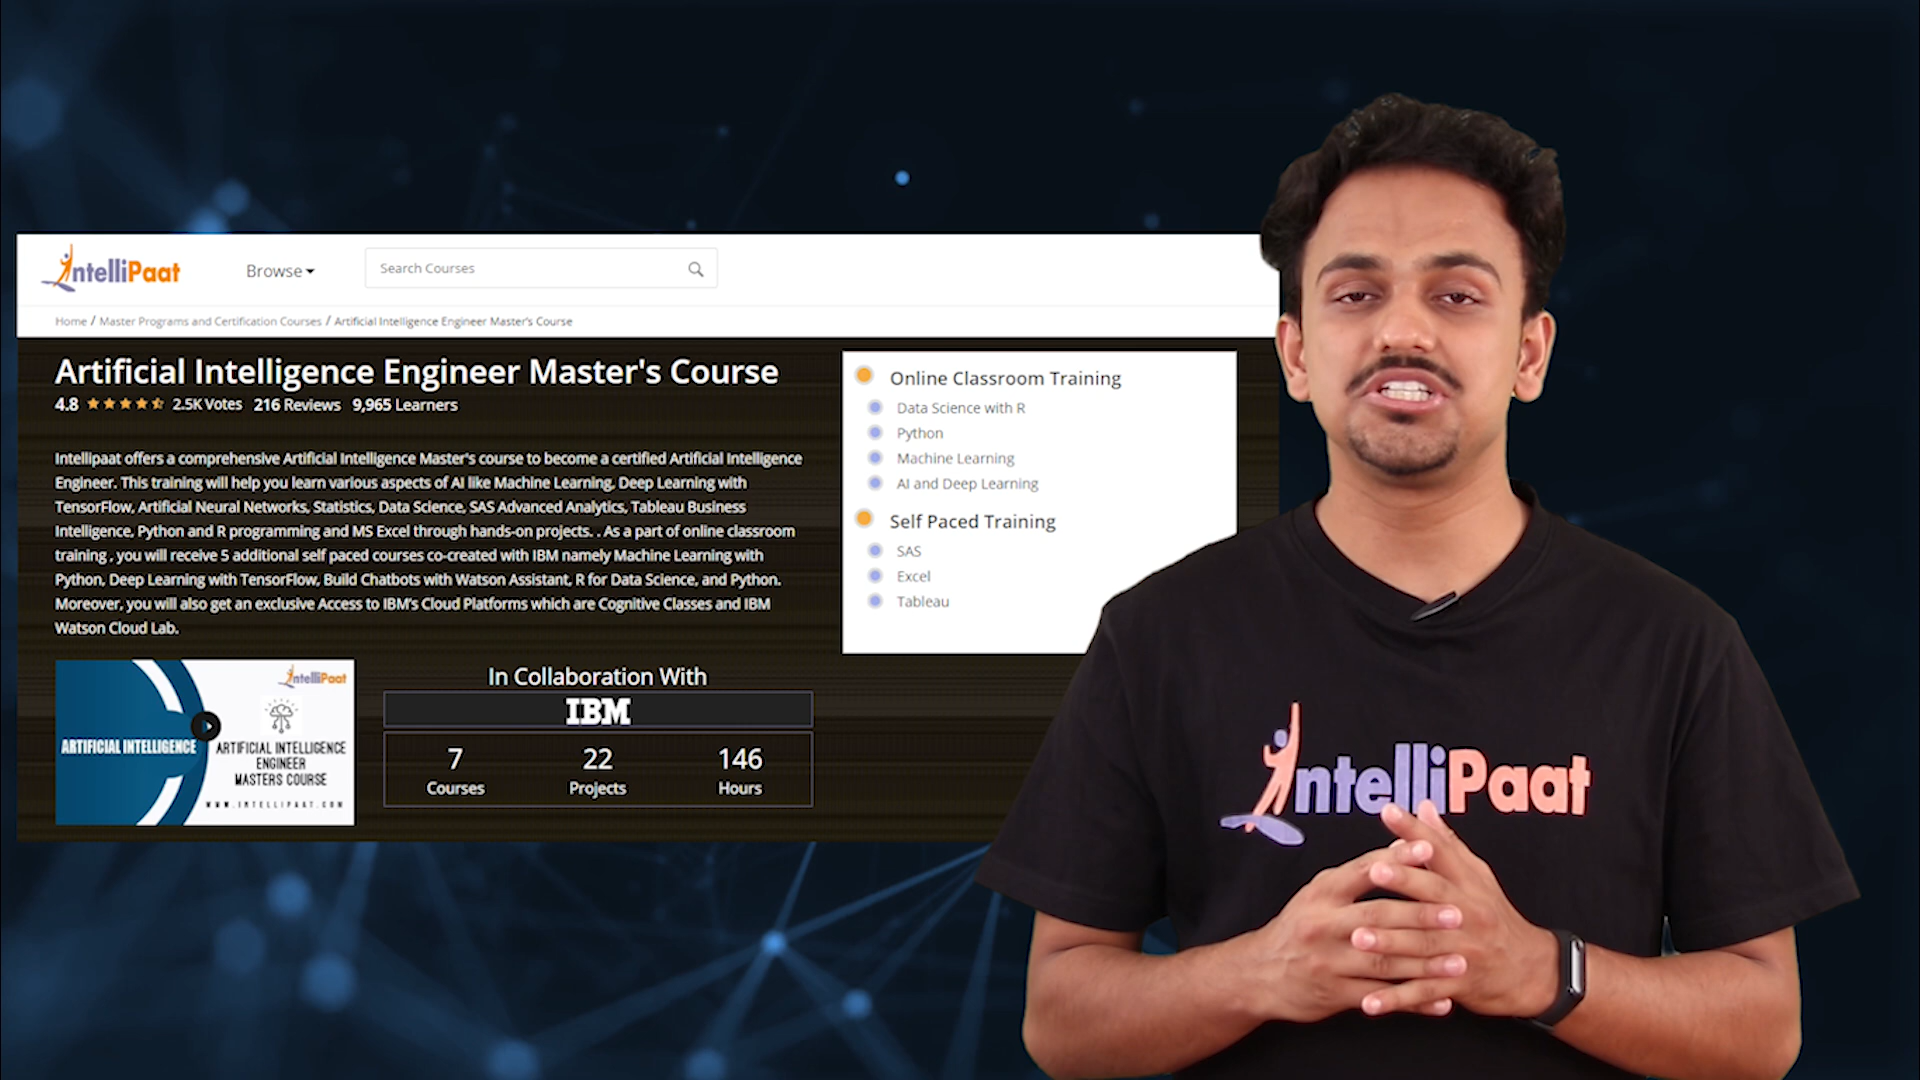 IntelliPaat
Browse
Search Courses
Home / Master Programs and Certification Courses / Artificial Intelligence Engineer Master's Course
Artificial Intelligence Engineer Master's Course
4.8 2.5K Votes 216 Reviews 9,965 Learners
Intellipaat offers a comprehensive Artificial Intelligence Master's course to become a certified Artificial Intelligence
Engineer. This training will help you learn various aspects of AI like Machine Learning, Deep Learning with
TensorFlow, Artificial Neural Networks, Statistics, Data Science, SAS Advanced Analytics, Tableau Business
Intelligence, Python and R programming and MS Excel through hands-on projects. . As a part of online classroom
training , you will receive 5 additional self paced courses co-created with IBM namely Machine Learning with
Python, Deep Learning with TensorFlow, Build Chatbots with Watson Assistant, R for Data Science, and Python.
Moreover, you will also get an exclusive Access to IBM's Cloud Platforms which are Cognitive Classes and IBM
Watson Cloud Lab.
Online Classroom Training
Data Science with R
Python
Machine Learning
AI and Deep Learning
Self Paced Training
SAS
Excel
Tableau
IntelliPaat
ARTIFICIAL INTELLIGENCE
ARTIFICIAL INTELLIGENCE
ENGINEER
MASTERS COURSE
WWW.INTELLIPAAT.COM
In Collaboration With
IBM
7 22 146
Courses Projects Hours
IntelliPaat